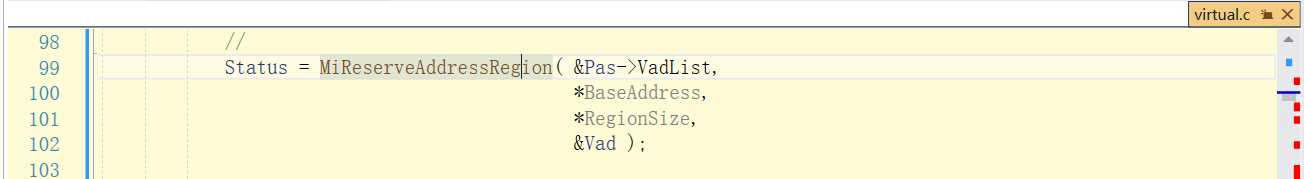 virtual.c
98 //
99 Status = MiReserveAddressRegion( &Pas->VadList,
100 *BaseAddress,
101 *RegionSize,
102 &Vad );
103